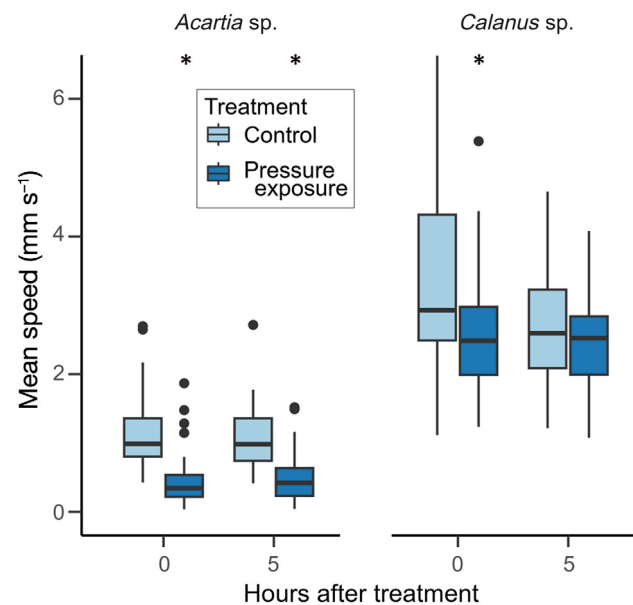 Acartia sp.
Calanus sp.
*
*
*
Treatment
Control
Pressure
exposure
Mean speed (mm s⁻¹)
6
4
2
0
0
5
0
5
Hours after treatment